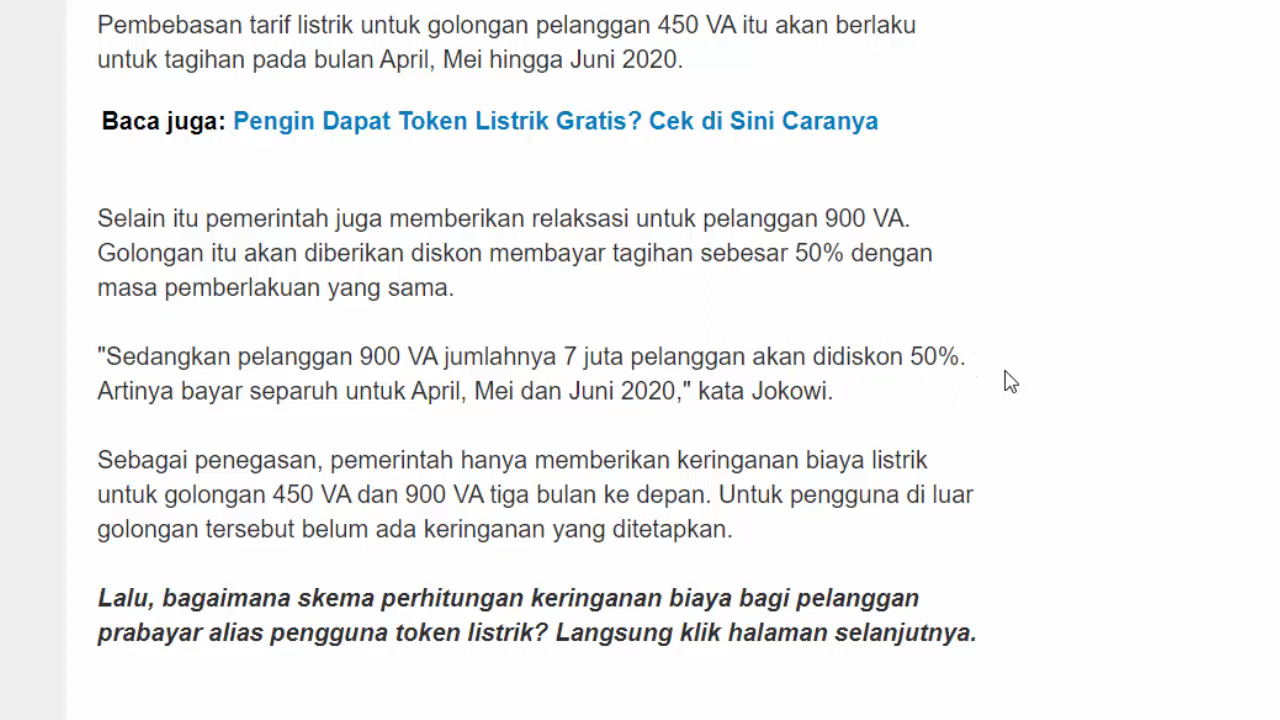 Pembebasan tarif listrik untuk golongan pelanggan 450 VA itu akan berlaku
untuk tagihan pada bulan April, Mei hingga Juni 2020.
Baca juga: Pengin Dapat Token Listrik Gratis? Cek di Sini Caranya
Selain itu pemerintah juga memberikan relaksasi untuk pelanggan 900 VA.
Golongan itu akan diberikan diskon membayar tagihan sebesar 50% dengan
masa pemberlakuan yang sama.
"Sedangkan pelanggan 900 VA jumlahnya 7 juta pelanggan akan didiskon 50%.
Artinya bayar separuh untuk April, Mei dan Juni 2020," kata Jokowi.
Sebagai penegasan, pemerintah hanya memberikan keringanan biaya listrik
untuk golongan 450 VA dan 900 VA tiga bulan ke depan. Untuk pengguna di luar
golongan tersebut belum ada keringanan yang ditetapkan.
Lalu, bagaimana skema perhitungan keringanan biaya bagi pelanggan
prabayar alias pengguna token listrik? Langsung klik halaman selanjutnya.